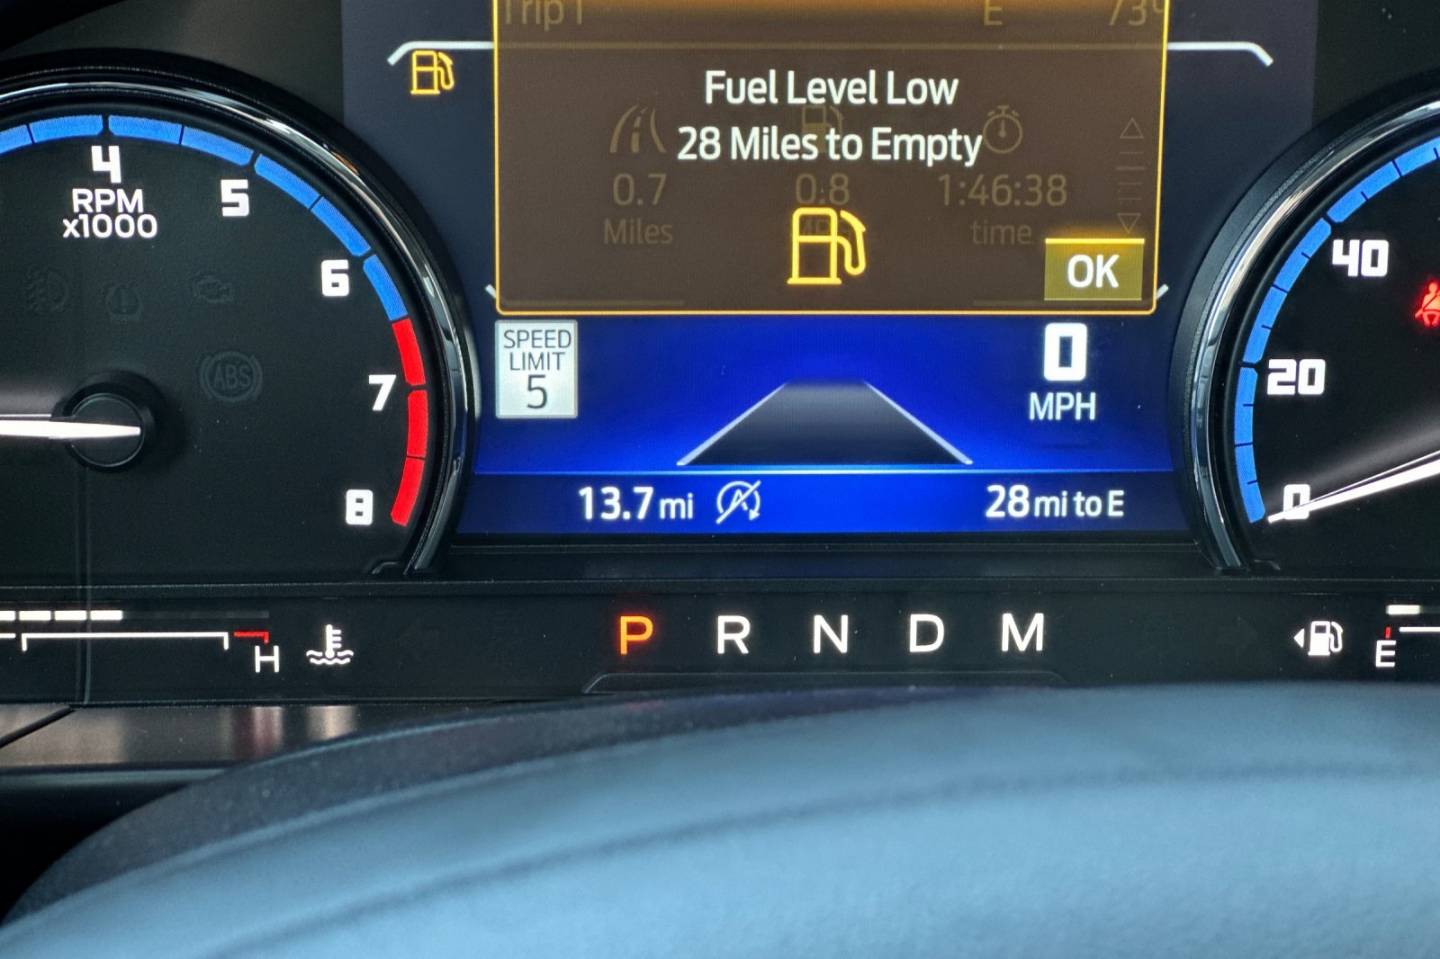 Trip 1 E 73°
Fuel Level Low
28 Miles to Empty
0.7 0.8 1:46:38
Miles time
OK
4
RPM
x1000
5
6
7
8
ABS
SPEED
LIMIT
5
0
MPH
40
20
0
13.7 mi 28 mi to E
H
P R N D M
E